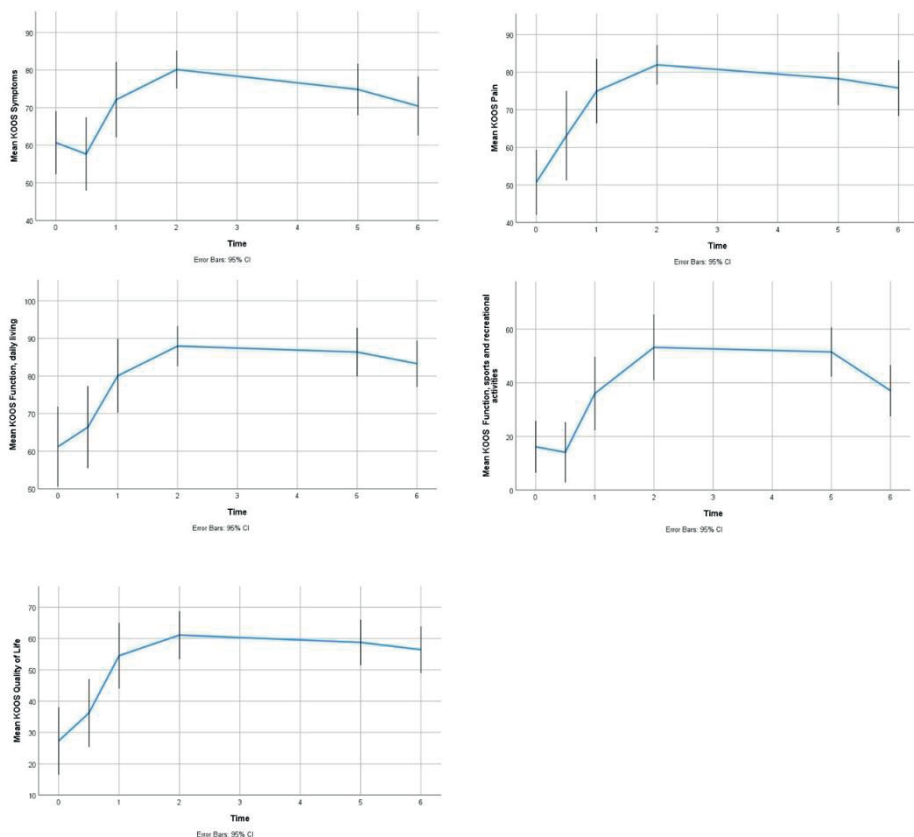 Mean KOOS Symptoms
90
80
70
60
50
40
0 1 2 3 4 5 6
Time
Error Bars: 95% CI
Mean KOOS Pain
90
80
70
60
50
40
0 1 2 3 4 5 6
Time
Error Bars: 95% CI
Mean KOOS Function, daily living
100
90
80
70
60
50
0 1 2 3 4 5 6
Time
Error Bars: 95% CI
Mean KOOS Function, sports and recreational
activities
60
40
20
0
0 1 2 3 4 5 6
Time
Error Bars: 95% CI
Mean KOOS Quality of Life
70
60
50
40
30
20
10
0 1 2 3 4 5 6
Time
Error Bars: 95% CI